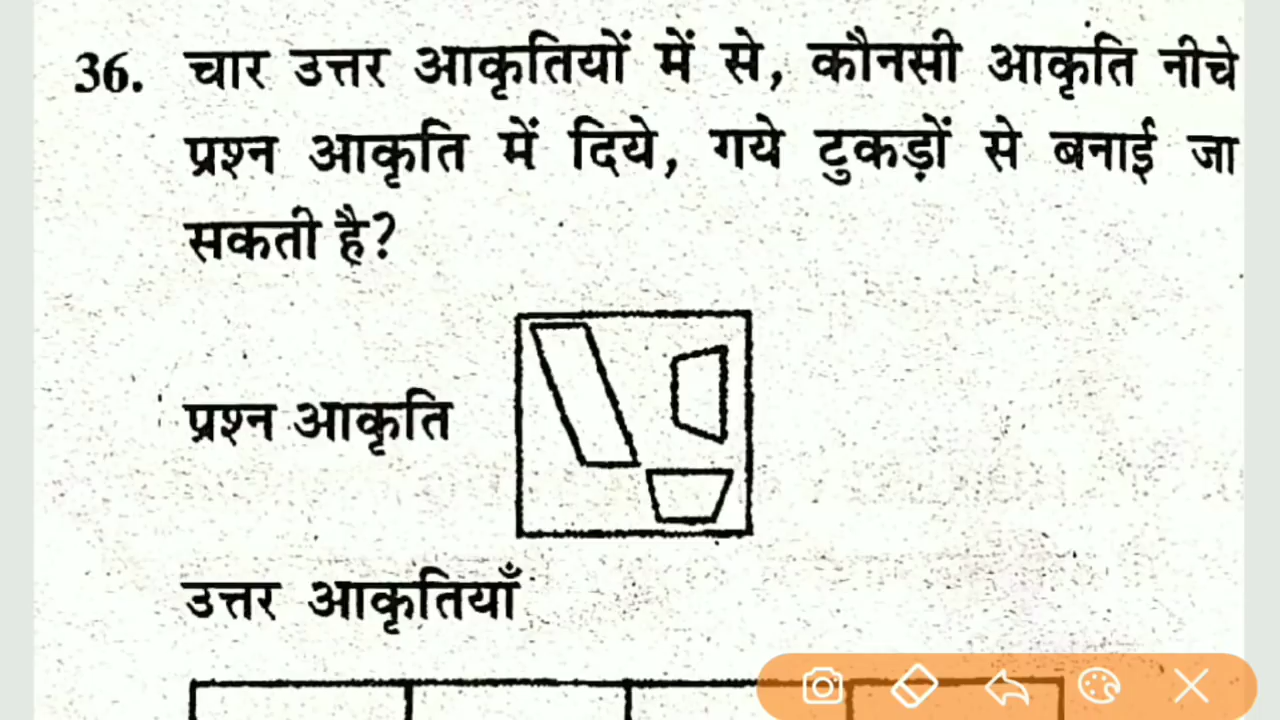 36. चार उत्तर आकृतियों में से, कौनसी आकृति नीचे
प्रश्न आकृति में दिये, गये टुकड़ों से बनाई जा
सकती है?
प्रश्न आकृति
उत्तर आकृतियाँ